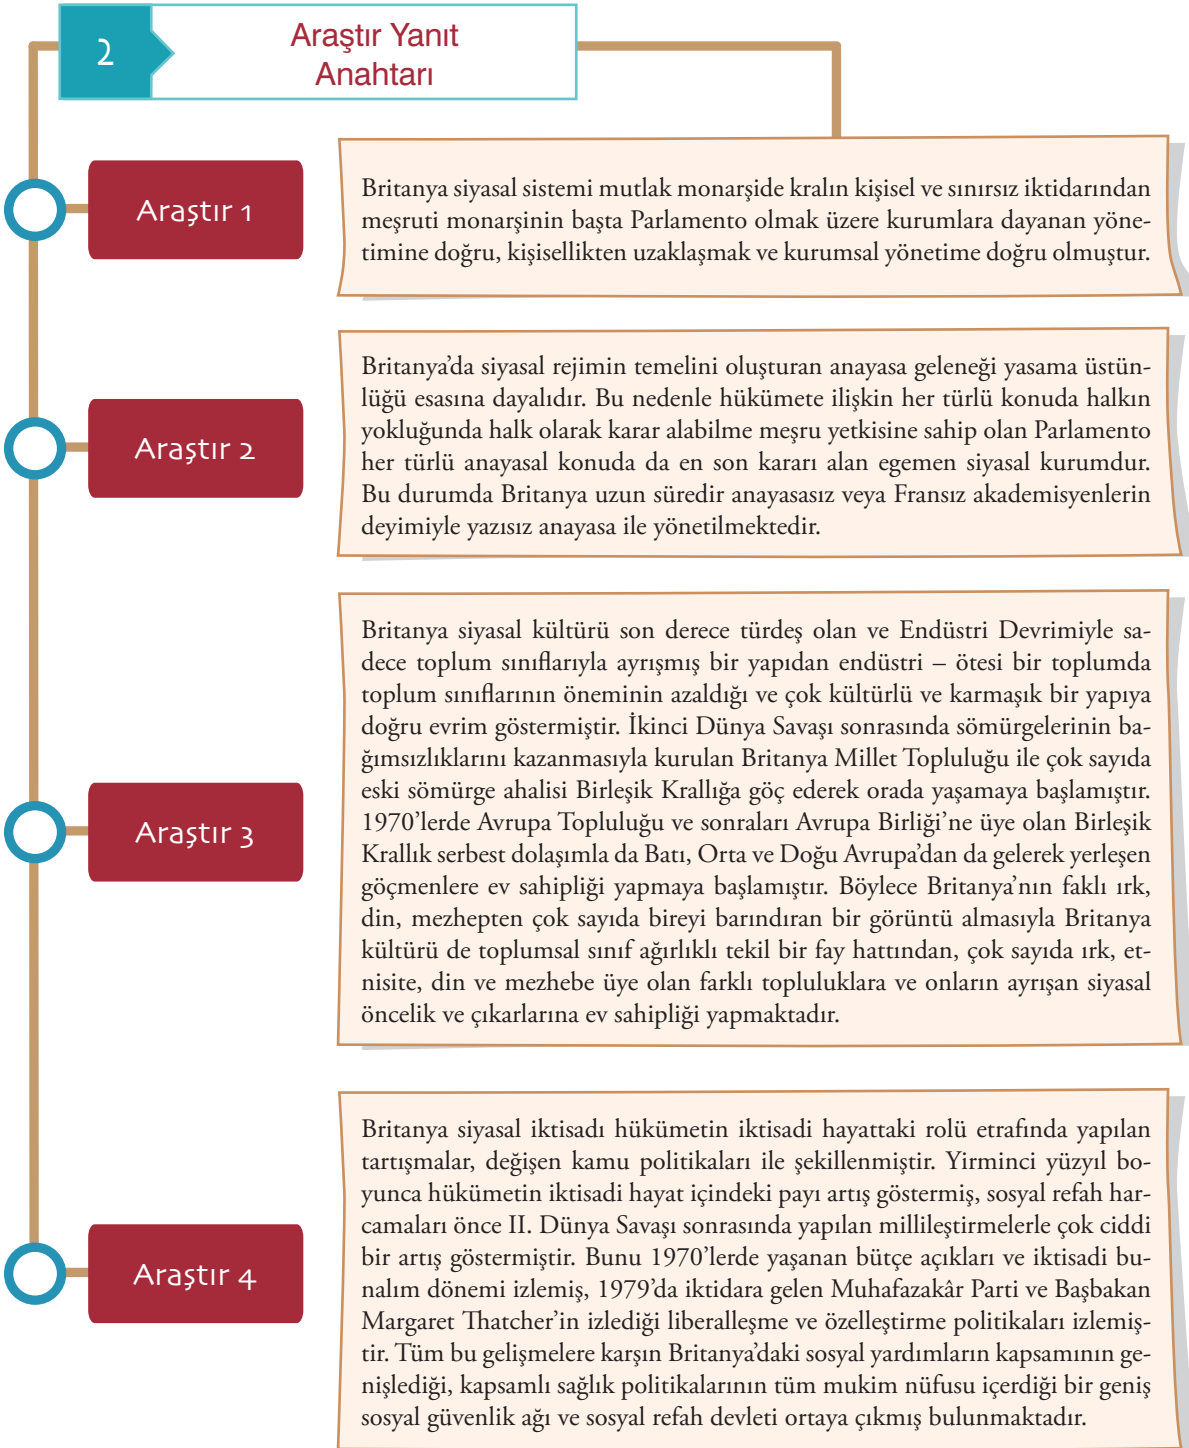 2
Araştır Yanıt
Anahtarı
Araştır 1
Britanya siyasal sistemi mutlak monarşide kralın kişisel ve sınırsız iktidarından
meşruti monarşinin başta Parlamento olmak üzere kurumlara dayanan yöne-
timine doğru, kişisellikten uzaklaşmak ve kurumsal yönetime doğru olmuştur.
Araştır 2
Britanya’da siyasal rejimin temelini oluşturan anayasa geleneği yasama üstün-
lüğü esasına dayalıdır. Bu nedenle hükümete ilişkin her türlü konuda halkın
yokluğunda halk olarak karar alabilme meşru yetkisine sahip olan Parlamento
her türlü anayasal konuda da en son kararı alan egemen siyasal kurumdur.
Bu durumda Britanya uzun süredir anayasasız veya Fransız akademisyenlerin
deyimiyle yazısız anayasa ile yönetilmektedir.
Araştır 3
Britanya siyasal kültürü son derece türdeş olan ve Endüstri Devrimiyle sa-
dece toplum sınıflarıyla ayrışmış bir yapıdan endüstri – ötesi bir toplumda
toplum sınıflarının öneminin azaldığı ve çok kültürlü ve karmaşık bir yapıya
doğru evrim göstermiştir. İkinci Dünya Savaşı sonrasında sömürgelerinin ba-
ğımsızlıklarını kazanmasıyla kurulan Britanya Millet Topluluğu ile çok sayıda
eski sömürge ahalisi Birleşik Krallığa göç ederek orada yaşamaya başlamıştır.
1970’lerde Avrupa Topluluğu ve sonraları Avrupa Birliği’ne üye olan Birleşik
Krallık serbest dolaşımla da Batı, Orta ve Doğu Avrupa’dan da gelerek yerleşen
göçmenlere ev sahipliği yapmaya başlamıştır. Böylece Britanya’nın faklı ırk,
din, mezhepten çok sayıda bireyi barındıran bir görüntü almasıyla Britanya
kültürü de toplumsal sınıf ağırlıklı tekil bir fay hattından, çok sayıda ırk, et-
nisite, din ve mezhebe üye olan farklı topluluklara ve onların ayrışan siyasal
öncelik ve çıkarlarına ev sahipliği yapmaktadır.
Araştır 4
Britanya siyasal iktisadı hükümetin iktisadi hayattaki rolü etrafında yapılan
tartışmalar, değişen kamu politikaları ile şekillenmiştir. Yirminci yüzyıl bo-
yunca hükümetin iktisadi hayat içindeki payı artış göstermiş, sosyal refah har-
camaları önce II. Dünya Savaşı sonrasında yapılan millileştirmelerle çok ciddi
bir artış göstermiştir. Bunu 1970’lerde yaşanan bütçe açıkları ve iktisadi bu-
nalım dönemi izlemiş, 1979’da iktidara gelen Muhafazakâr Parti ve Başbakan
Margaret Thatcher’in izlediği liberalleşme ve özelleştirme politikaları izlemiş-
tir. Tüm bu gelişmelere karşın Britanya’daki sosyal yardımların kapsamının ge-
nişlediği, kapsamlı sağlık politikalarının tüm mukim nüfusu içerdiği bir geniş
sosyal güvenlik ağı ve sosyal refah devleti ortaya çıkmış bulunmaktadır.